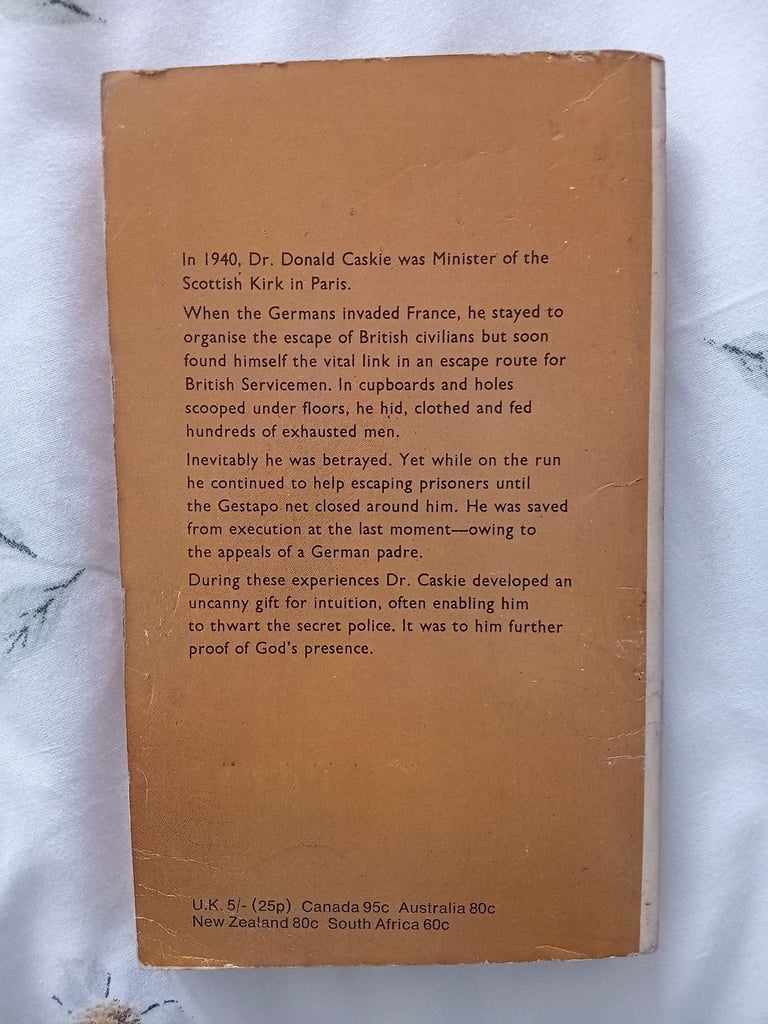 In 1940, Dr. Donald Caskie was Minister of the
Scottish Kirk in Paris.
When the Germans invaded France, he stayed to
organise the escape of British civilians but soon
found himself the vital link in an escape route for
British Servicemen. In cupboards and holes
scooped under floors, he hid, clothed and fed
hundreds of exhausted men.
Inevitably he was betrayed. Yet while on the run
he continued to help escaping prisoners until
the Gestapo net closed around him. He was saved
from execution at the last moment—owing to
the appeals of a German padre.
During these experiences Dr. Caskie developed an
uncanny gift for intuition, often enabling him
to thwart the secret police. It was to him further
proof of God's presence.
U.K. 5/- (25p) Canada 95c Australia 80c
New Zealand 80c South Africa 60c